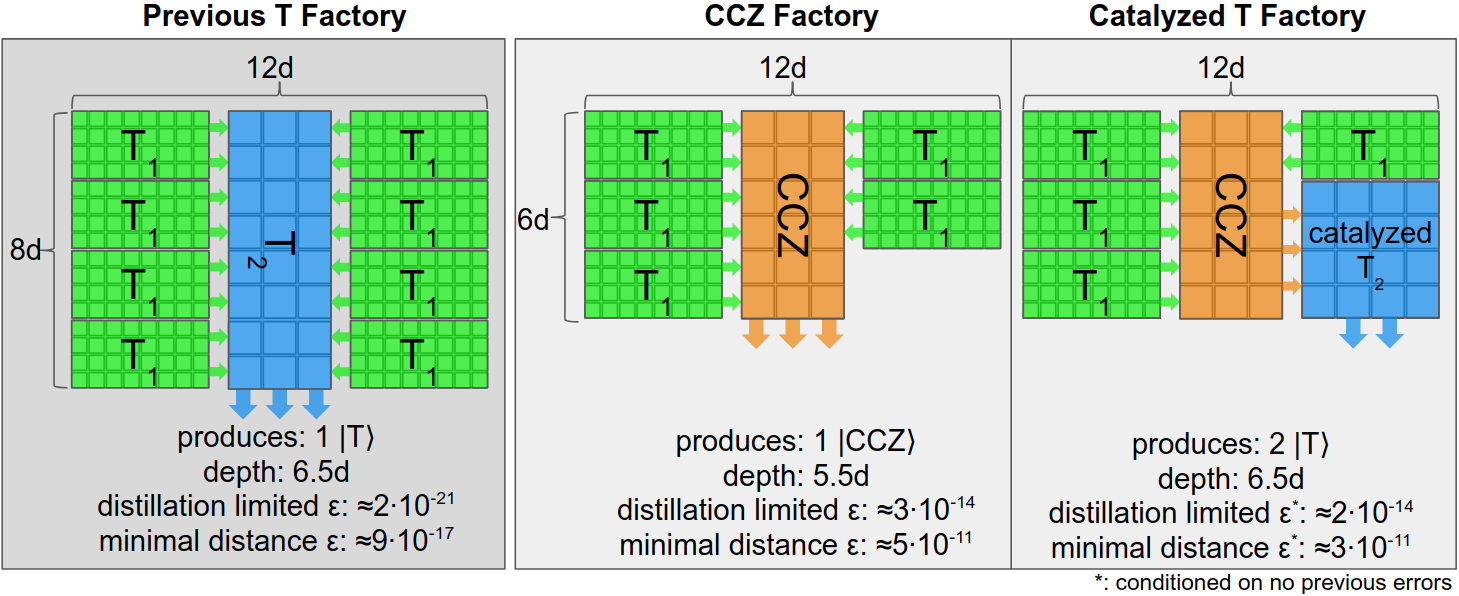 Previous T Factory
12d
8d
T1 T1
T1 T1
T1 T1
T1 T1
T2
produces: 1 |T⟩
depth: 6.5d
distillation limited ε: ≈2·10⁻²¹
minimal distance ε: ≈9·10⁻¹⁷
CCZ Factory
12d
6d
T1 T1
T1 T1
T1
CCZ
produces: 1 |CCZ⟩
depth: 5.5d
distillation limited ε: ≈3·10⁻¹⁴
minimal distance ε: ≈5·10⁻¹¹
Catalyzed T Factory
12d
T1 T1
T1
T1
CCZ
catalyzed
T2
produces: 2 |T⟩
depth: 6.5d
distillation limited ε*: ≈2·10⁻¹⁴
minimal distance ε*: ≈3·10⁻¹¹
*: conditioned on no previous errors